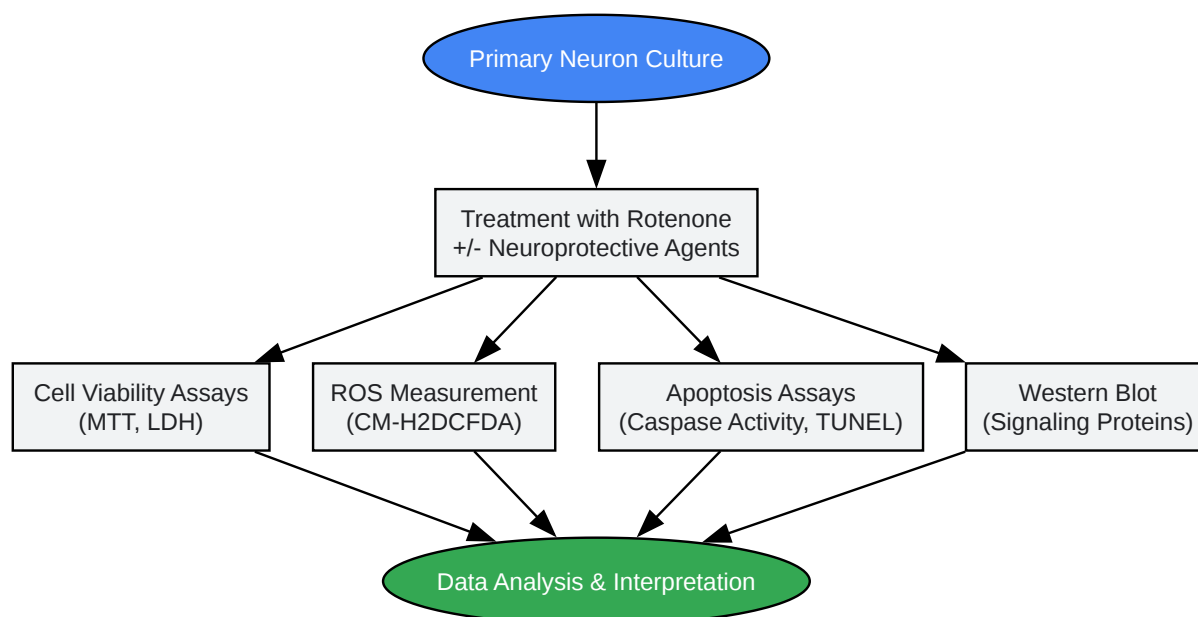 Primary Neuron Culture
Treatment with Rotenone
+/- Neuroprotective Agents
Cell Viability Assays
(MTT, LDH)
ROS Measurement
(CM-H2DCFDA)
Apoptosis Assays
(Caspase Activity, TUNEL)
Western Blot
(Signaling Proteins)
Data Analysis & Interpretation